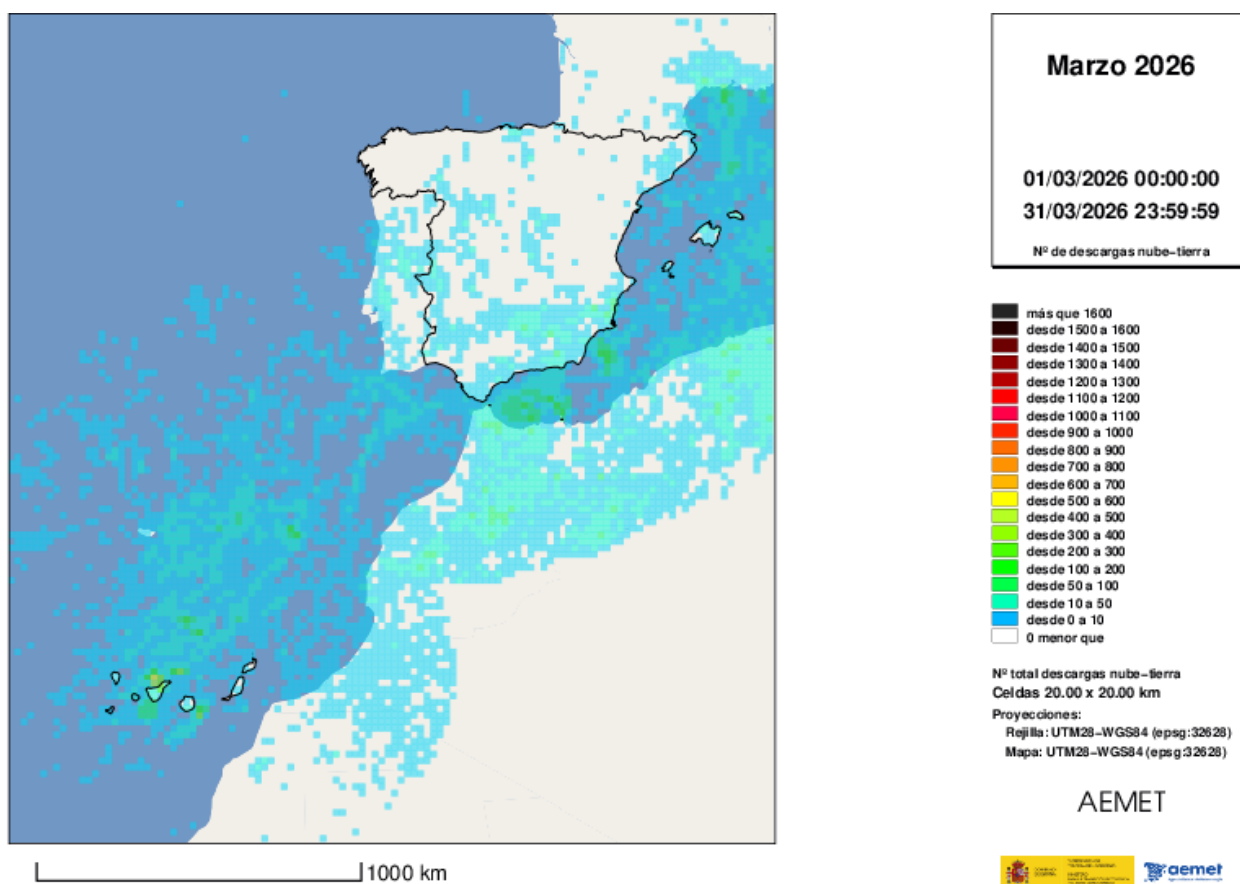 Marzo 2026
01/03/2026 00:00:00
31/03/2026 23:59:59
Nº de descargas nube-tierra
más que 1600
desde 1500 a 1600
desde 1400 a 1500
desde 1300 a 1400
desde 1200 a 1300
desde 1100 a 1200
desde 1000 a 1100
desde 900 a 1000
desde 800 a 900
desde 700 a 800
desde 600 a 700
desde 500 a 600
desde 400 a 500
desde 300 a 400
desde 200 a 300
desde 100 a 200
desde 50 a 100
desde 10 a 50
desde 0 a 10
0 menor que
Nº total descargas nube-tierra
Celdas 20.00 x 20.00 km
Proyecciones:
Rejilla: UTM28-WGS84 (epsg:32628)
Mapa: UTM28-WGS84 (epsg:32628)
AEMET
1000 km
aemet